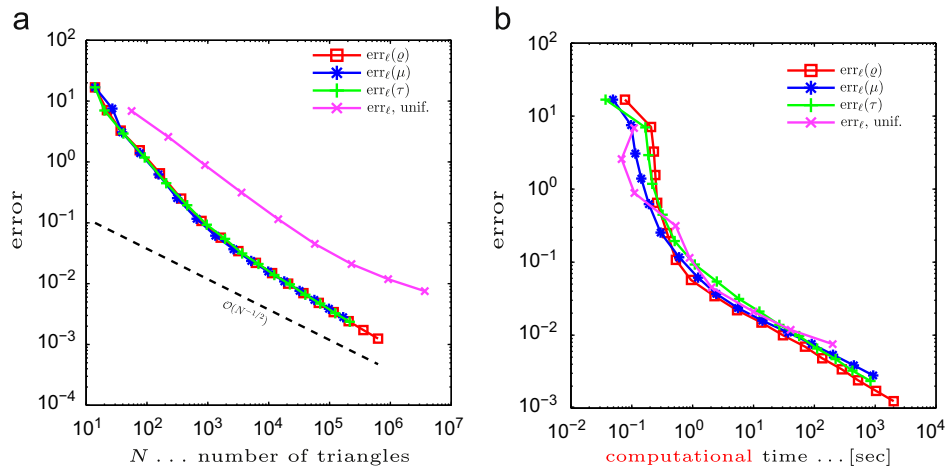 a
10^2
10^1
10^0
10^-1
10^-2
10^-3
10^-4
error
err_ℓ(ϱ)
err_ℓ(μ)
err_ℓ(τ)
err_ℓ, unif.
𝒪(N^-1/2)
10^1 10^2 10^3 10^4 10^5 10^6 10^7
N ... number of triangles
b
10^2
10^1
10^0
10^-1
10^-2
10^-3
error
err_ℓ(ϱ)
err_ℓ(μ)
err_ℓ(τ)
err_ℓ, unif.
10^-2 10^-1 10^0 10^1 10^2 10^3 10^4
computational time ... [sec]